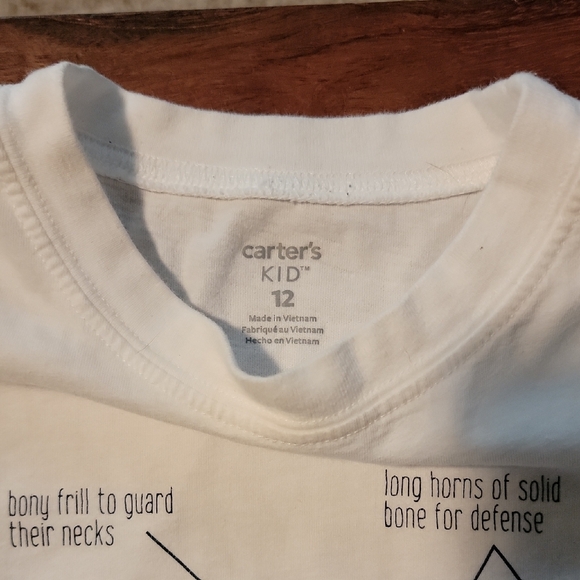 carter's
KID™
12
Made in Vietnam
Fabriqué au Vietnam
Hecho en Vietnam
bony frill to guard
their necks
long horns of solid
bone for defense